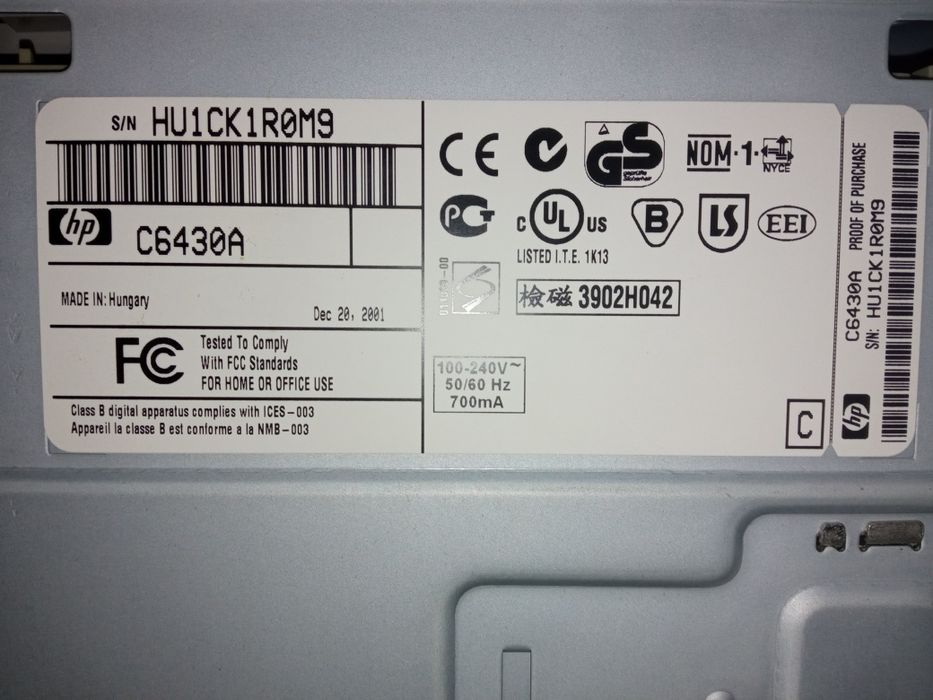 S/N HU1CK1R0M9
hp
C6430A
MADE IN: Hungary
Dec 20, 2001
FC
Tested To Comply
With FCC Standards
FOR HOME OR OFFICE USE
Class B digital apparatus complies with ICES-003
Appareil la classe B est conforme a la NMB-003
CE
GS
geprüfte
Sicherheit
NOM-1-
NYCE
PCT
C UL US
B
LS
EEI
LISTED I.T.E. 1K13
S
檢磁 3902H042
100-240V~
50/60 Hz
700mA
C
C6430A PROOF OF PURCHASE
S/N: HU1CK1R0M9
hp